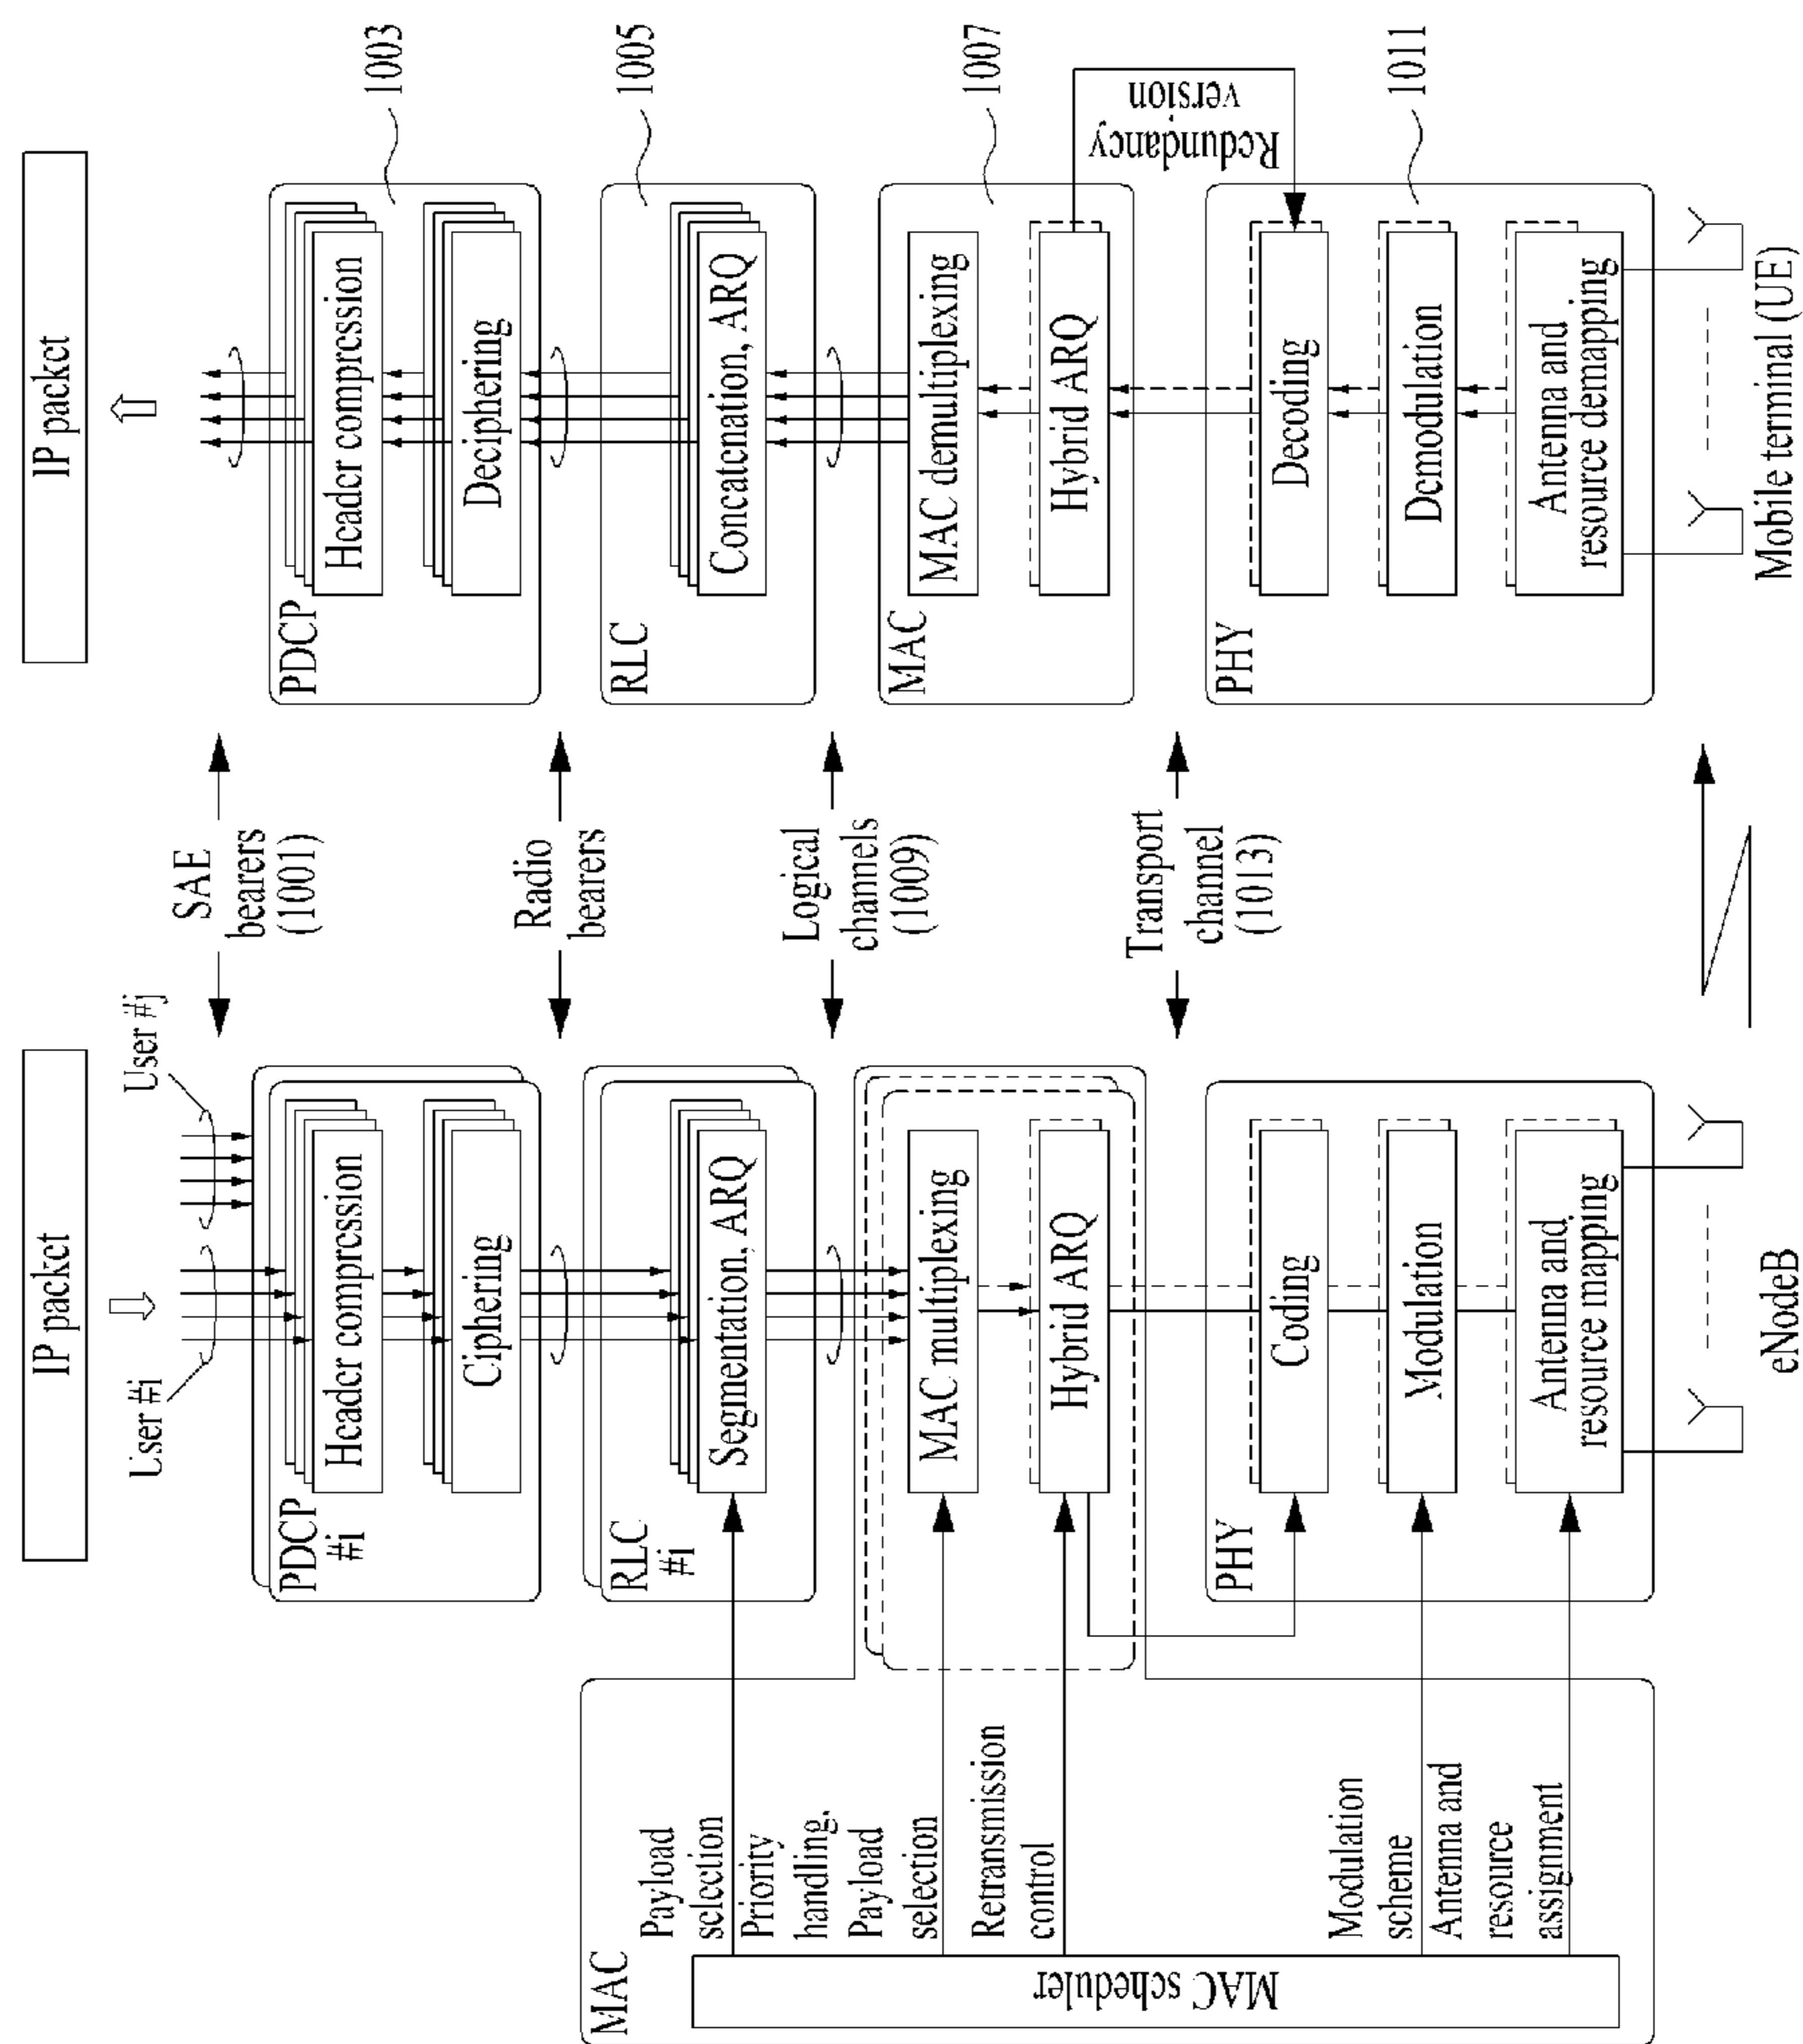 IP packet
IP packet
User #i
User #j
SAE
bearers
(1001)
PDCP
#i
Header compression
Ciphering
PDCP
Header compression
Deciphering
1003
Radio
bearers
RLC
#i
Segmentation, ARQ
RLC
Concatenation, ARQ
1005
Logical
channels
(1009)
MAC
MAC scheduler
Payload
selection
Priority
handling,
Payload
selection
Retransmission
control
Modulation
scheme
Antenna and
resource
assignment
MAC multiplexing
Hybrid ARQ
MAC
MAC demultiplexing
Hybrid ARQ
1007
Redundancy
version
Transport
channel
(1013)
PHY
Coding
Modulation
Antenna and
resource mapping
PHY
Decoding
Demodulation
Antenna and
resource demapping
1011
eNodeB
Mobile terminal (UE)